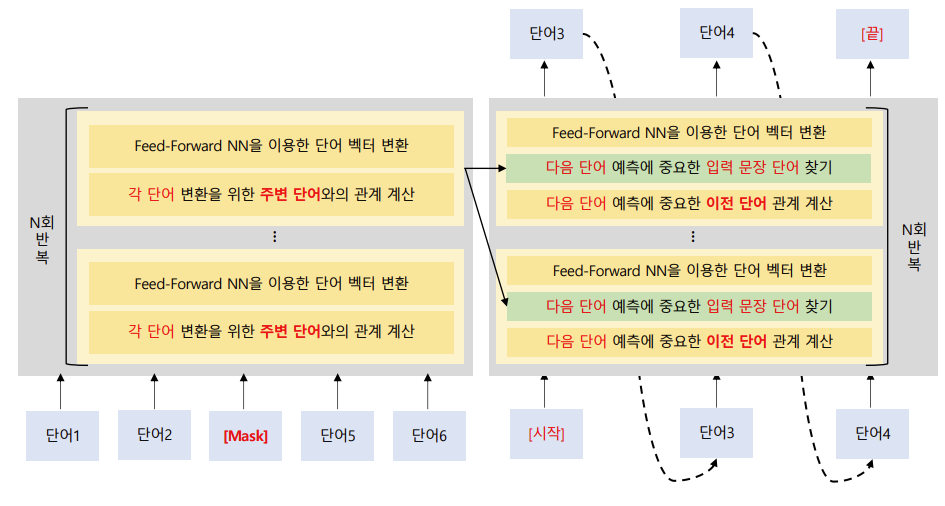 단어3
단어4
[끝]
N회
반
복
Feed-Forward NN을 이용한 단어 벡터 변환
각 단어 변환을 위한 주변 단어와의 관계 계산
⋮
Feed-Forward NN을 이용한 단어 벡터 변환
각 단어 변환을 위한 주변 단어와의 관계 계산
Feed-Forward NN을 이용한 단어 벡터 변환
다음 단어 예측에 중요한 입력 문장 단어 찾기
다음 단어 예측에 중요한 이전 단어 관계 계산
⋮
Feed-Forward NN을 이용한 단어 벡터 변환
다음 단어 예측에 중요한 입력 문장 단어 찾기
다음 단어 예측에 중요한 이전 단어 관계 계산
N회
반
복
단어1
단어2
[Mask]
단어5
단어6
[시작]
단어3
단어4